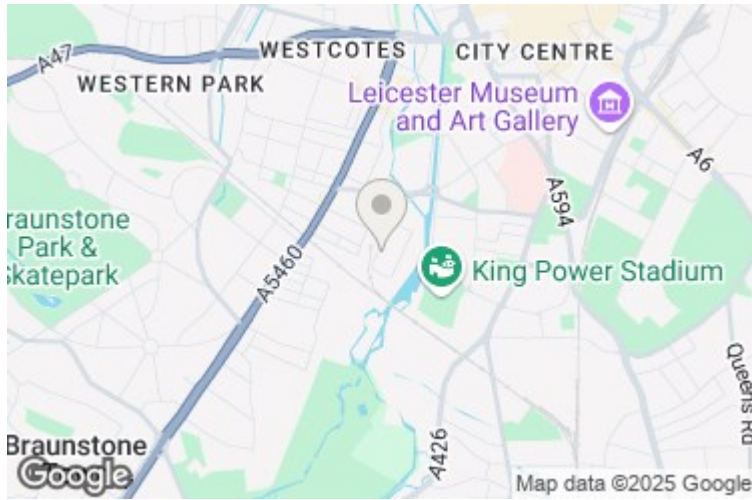 A47
WESTCOTES
CITY CENTRE
WESTERN PARK
Leicester Museum
and Art Gallery
A6
A594
raunstone
Park &
Skatepark
A5460
King Power Stadium
Queens Rd
A426
Braunstone
Google
Map data ©2025 Google